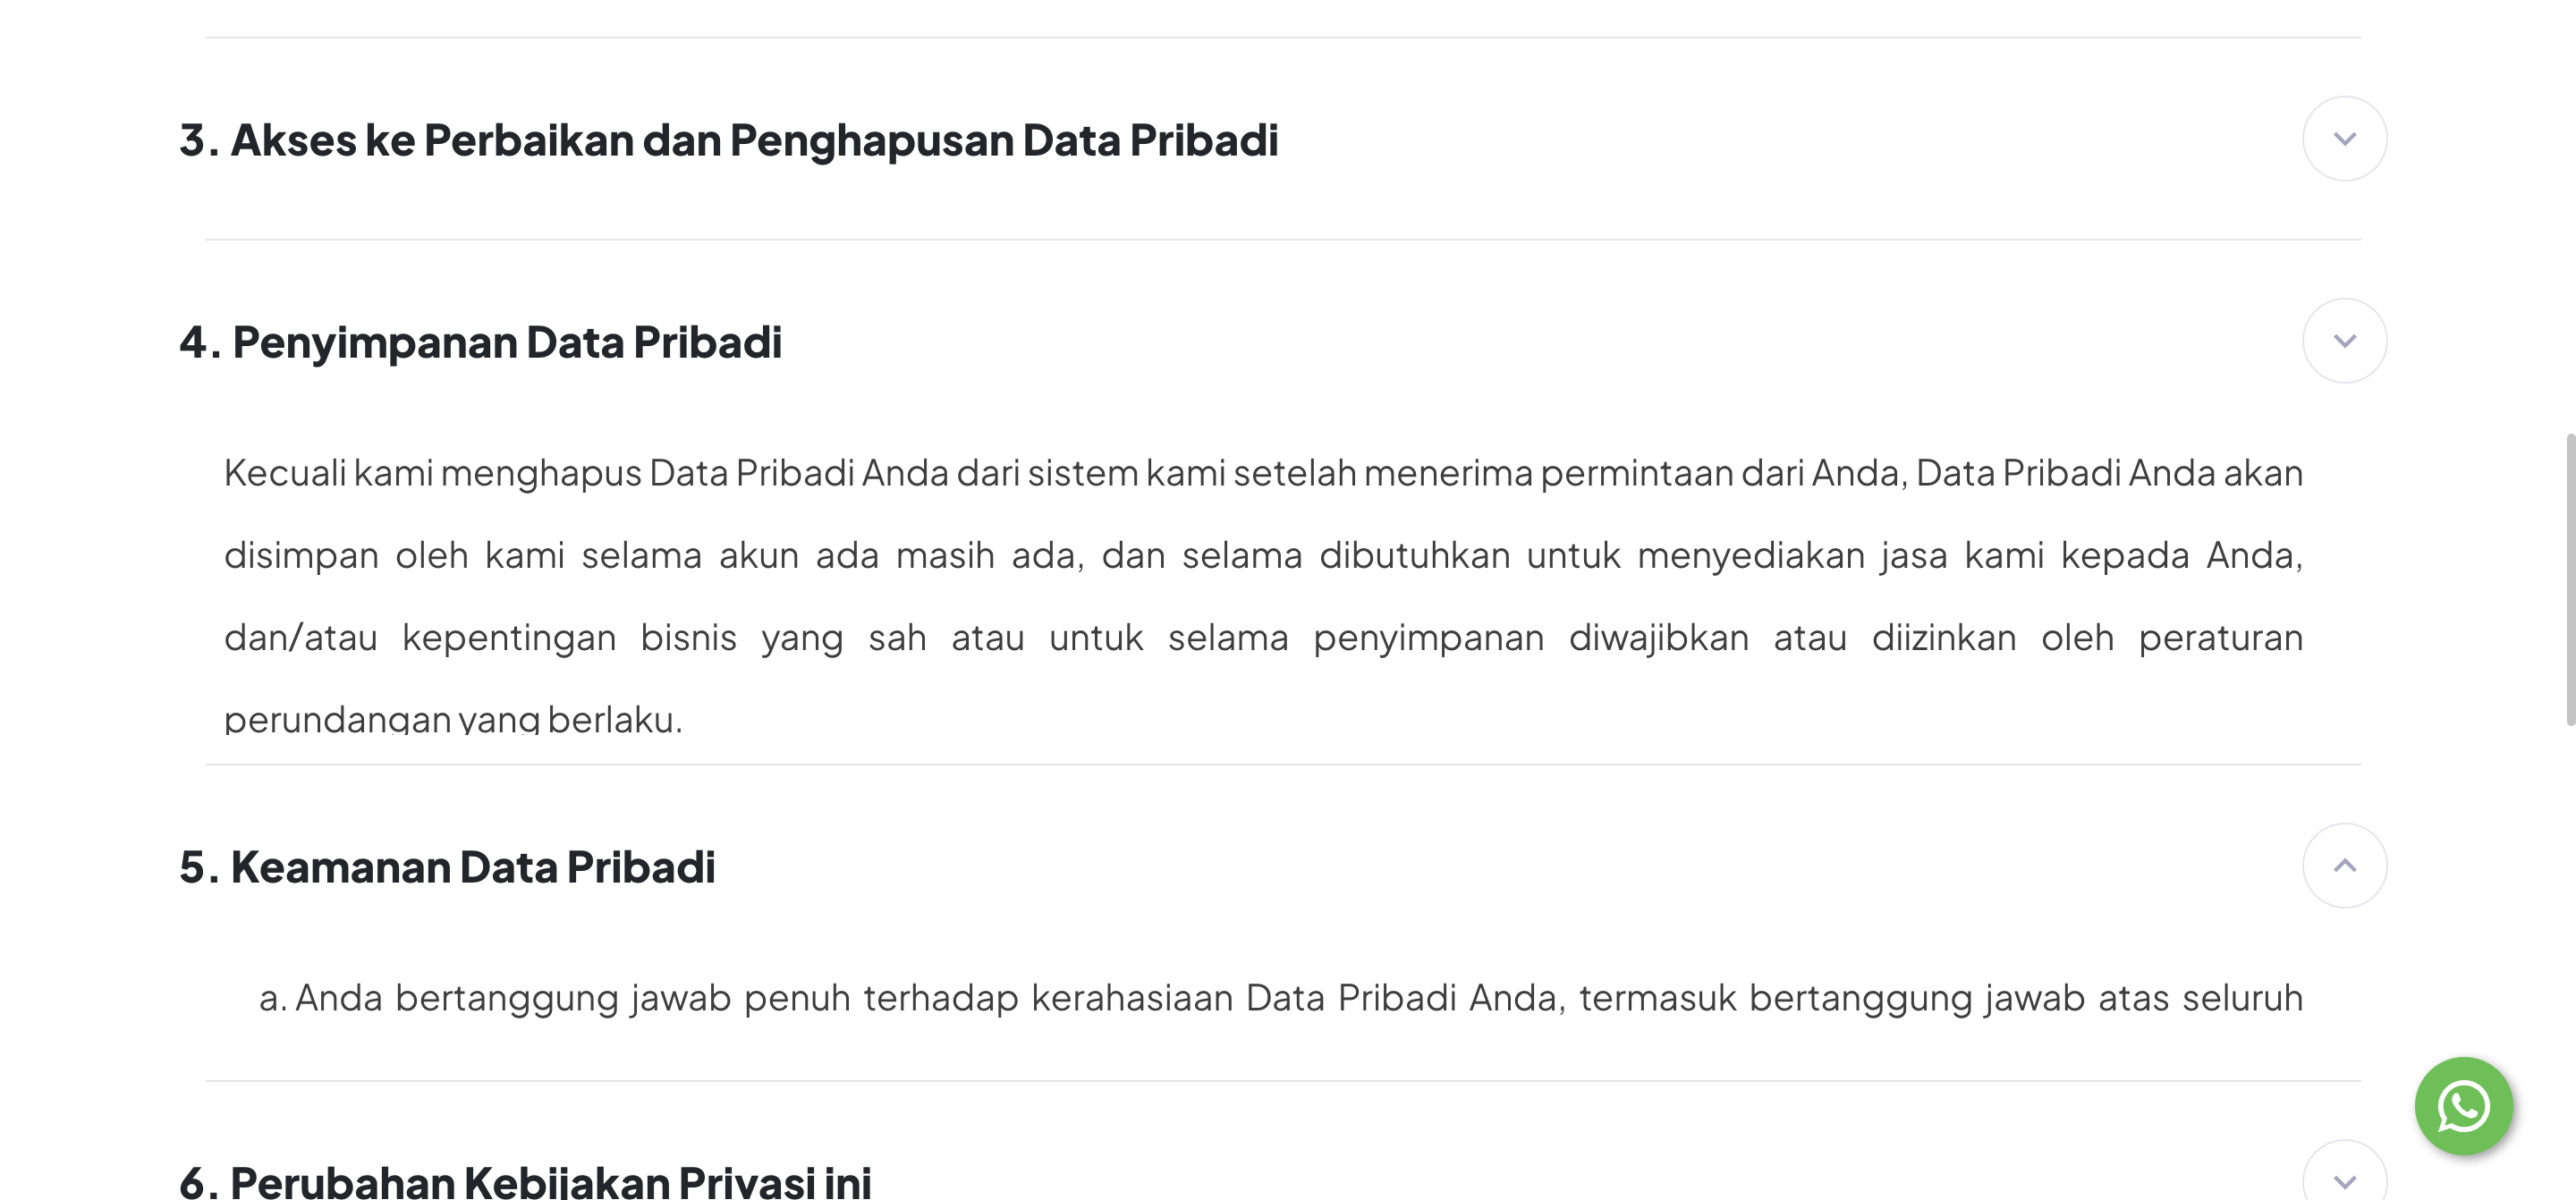 3. Akses ke Perbaikan dan Penghapusan Data Pribadi
4. Penyimpanan Data Pribadi
Kecuali kami menghapus Data Pribadi Anda dari sistem kami setelah menerima permintaan dari Anda, Data Pribadi Anda akan
disimpan oleh kami selama akun ada masih ada, dan selama dibutuhkan untuk menyediakan jasa kami kepada Anda,
dan/atau kepentingan bisnis yang sah atau untuk selama penyimpanan diwajibkan atau diizinkan oleh peraturan
perundangan yang berlaku.
5. Keamanan Data Pribadi
a. Anda bertanggung jawab penuh terhadap kerahasiaan Data Pribadi Anda, termasuk bertanggung jawab atas seluruh
6. Perubahan Kebijakan Privasi ini